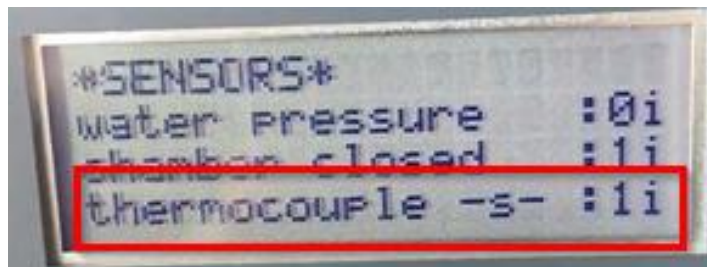 *SENSORS*
water pressure :0i
chamber closed :1i
thermocouple -s- :1i